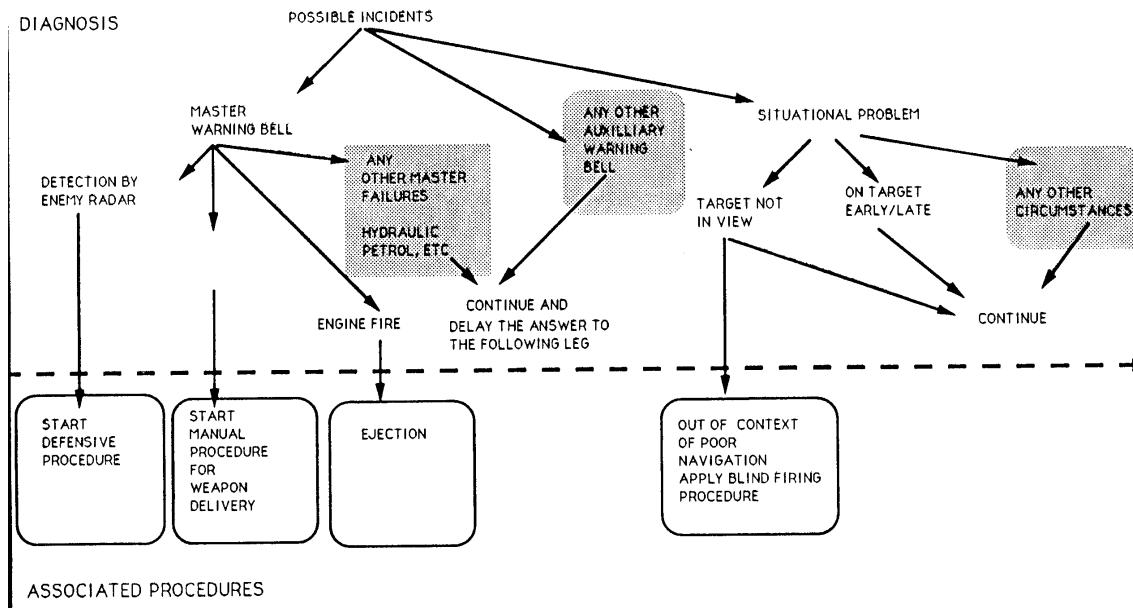 DIAGNOSIS
POSSIBLE INCIDENTS
MASTER
WARNING BELL
ANY OTHER
AUXILLIARY
WARNING
BELL
SITUATIONAL PROBLEM
DETECTION BY
ENEMY RADAR
ANY
OTHER MASTER
FAILURES
HYDRAULIC
PETROL, ETC
TARGET NOT
IN VIEW
ON TARGET
EARLY/LATE
ANY OTHER
CIRCUMSTANCES
ENGINE FIRE
CONTINUE AND
DELAY THE ANSWER TO
THE FOLLOWING LEG
CONTINUE
START
DEFENSIVE
PROCEDURE
START
MANUAL
PROCEDURE
FOR
WEAPON
DELIVERY
EJECTION
OUT OF CONTEXT
OF POOR
NAVIGATION
APPLY BLIND FIRING
PROCEDURE
ASSOCIATED PROCEDURES